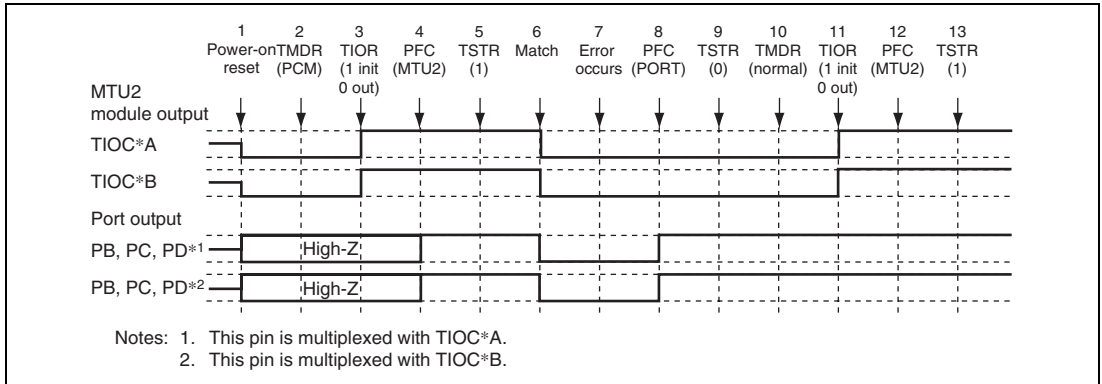 1 2 3 4 5 6 7 8 9 10 11 12 13
Power-on TMDR TIOR PFC TSTR Match Error PFC TSTR TMDR TIOR PFC TSTR
reset (PCM) (1 init (MTU2) (1) occurs (PORT) (0) (normal) (1 init (MTU2) (1)
0 out) 0 out)
MTU2
module output
TIOC*A
TIOC*B
Port output
PB, PC, PD*1 High-Z
PB, PC, PD*2 High-Z
Notes: 1. This pin is multiplexed with TIOC*A.
2. This pin is multiplexed with TIOC*B.